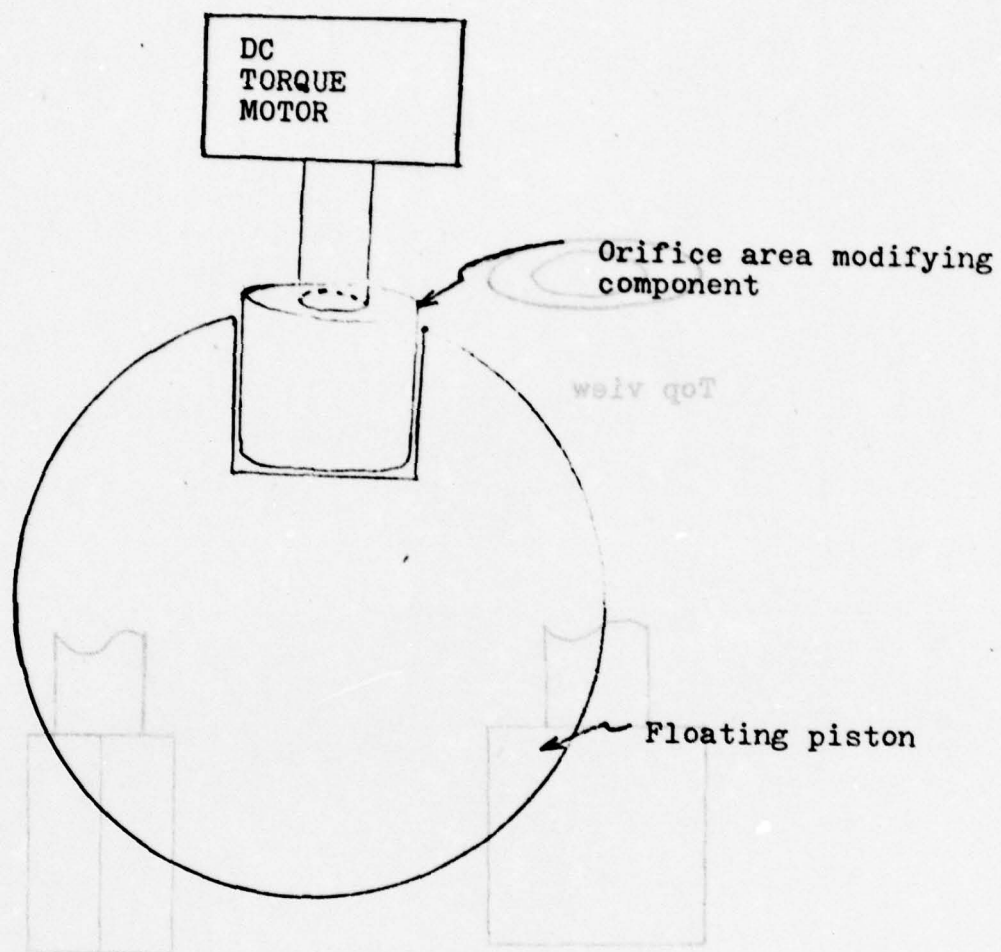 DC
TORQUE
MOTOR
Orifice area modifying
component
Top view
Floating piston